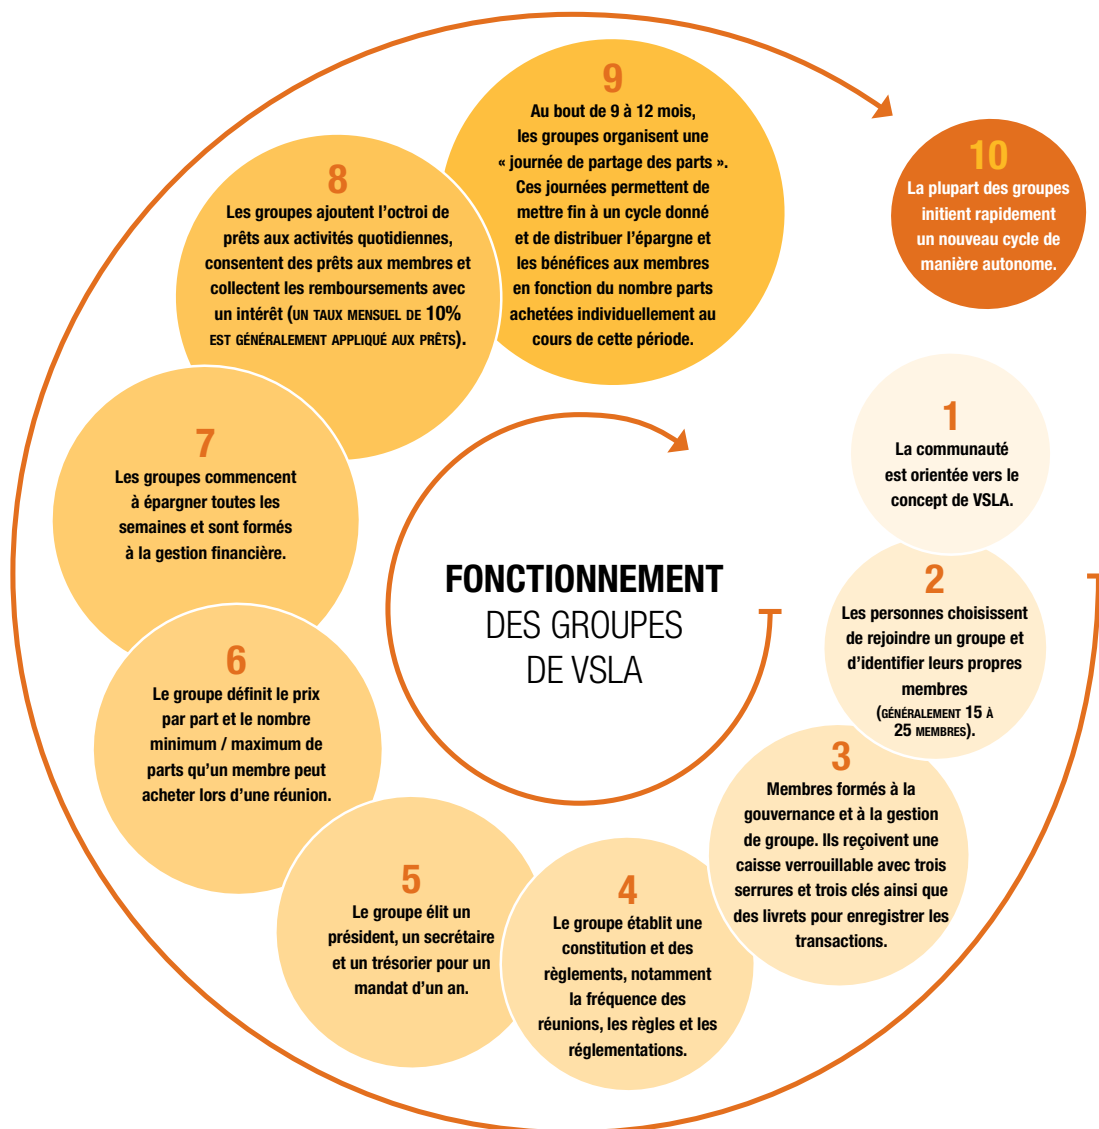 FONCTIONNEMENT
DES GROUPES
DE VSLA
1
La communauté
est orientée vers le
concept de VSLA.
2
Les personnes choisissent
de rejoindre un groupe et
d'identifier leurs propres
membres
(GÉNÉRALEMENT 15 À
25 MEMBRES).
3
Membres formés à la
gouvernance et à la gestion
de groupe. Ils reçoivent une
caisse verrouillable avec trois
serrures et trois clés ainsi que
des livrets pour enregistrer les
transactions.
4
Le groupe établit une
constitution et des
règlements, notamment
la fréquence des
réunions, les règles et les
réglementations.
5
Le groupe élit un
président, un secrétaire
et un trésorier pour un
mandat d'un an.
6
Le groupe définit le prix
par part et le nombre
minimum / maximum de
parts qu'un membre peut
acheter lors d'une réunion.
7
Les groupes commencent
à épargner toutes les
semaines et sont formés
à la gestion financière.
8
Les groupes ajoutent l'octroi de
prêts aux activités quotidiennes,
consentent des prêts aux membres et
collectent les remboursements avec
un intérêt (UN TAUX MENSUEL DE 10%
EST GÉNÉRALEMENT APPLIQUÉ AUX PRÊTS).
9
Au bout de 9 à 12 mois,
les groupes organisent une
« journée de partage des parts ».
Ces journées permettent de
mettre fin à un cycle donné
et de distribuer l'épargne et
les bénéfices aux membres
en fonction du nombre parts
achetées individuellement au
cours de cette période.
10
La plupart des groupes
initient rapidement
un nouveau cycle de
manière autonome.